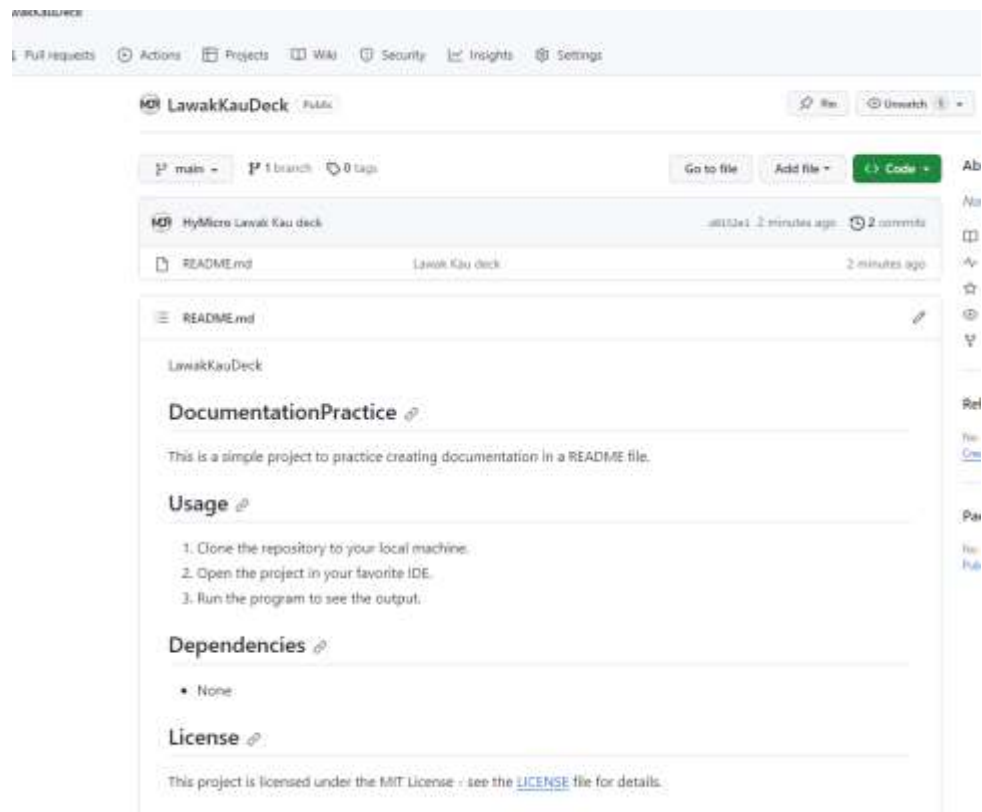 Pull requests Actions Projects Wiki Security Insights Settings
LawakKauDeck Public
Pin Unwatch 1
main 1 branch 0 tags
Go to file Add file Code
HyMicro Lawak Kau deck 2 minutes ago 2 commits
README.md Lawak Kau deck 2 minutes ago
README.md
LawakKauDeck
DocumentationPractice
This is a simple project to practice creating documentation in a README file.
Usage
1. Clone the repository to your local machine.
2. Open the project in your favorite IDE.
3. Run the program to see the output.
Dependencies
• None
License
This project is licensed under the MIT License - see the LICENSE file for details.